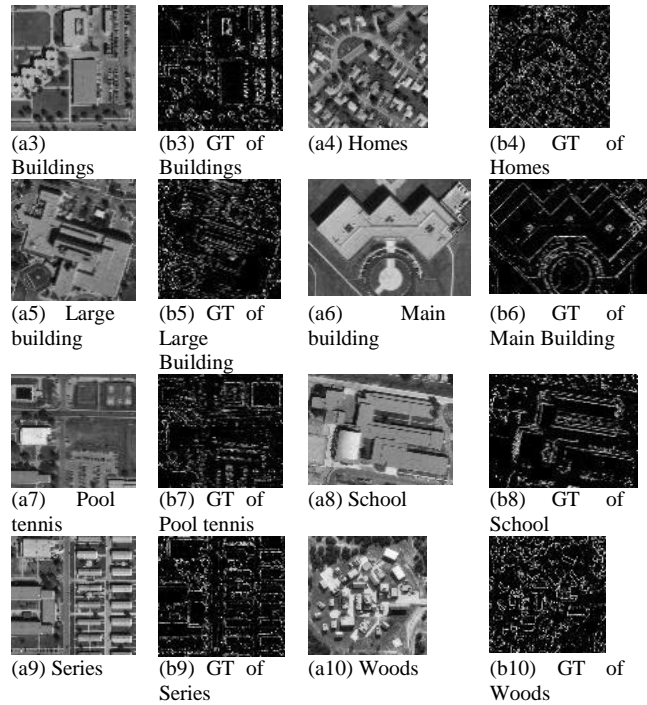 (a3)
Buildings
(b3) GT of
Buildings
(a4) Homes
(b4) GT of
Homes
(a5) Large
building
(b5) GT of
Large
Building
(a6) Main
building
(b6) GT of
Main Building
(a7) Pool
tennis
(b7) GT of
Pool tennis
(a8) School
(b8) GT of
School
(a9) Series
(b9) GT of
Series
(a10) Woods
(b10) GT of
Woods